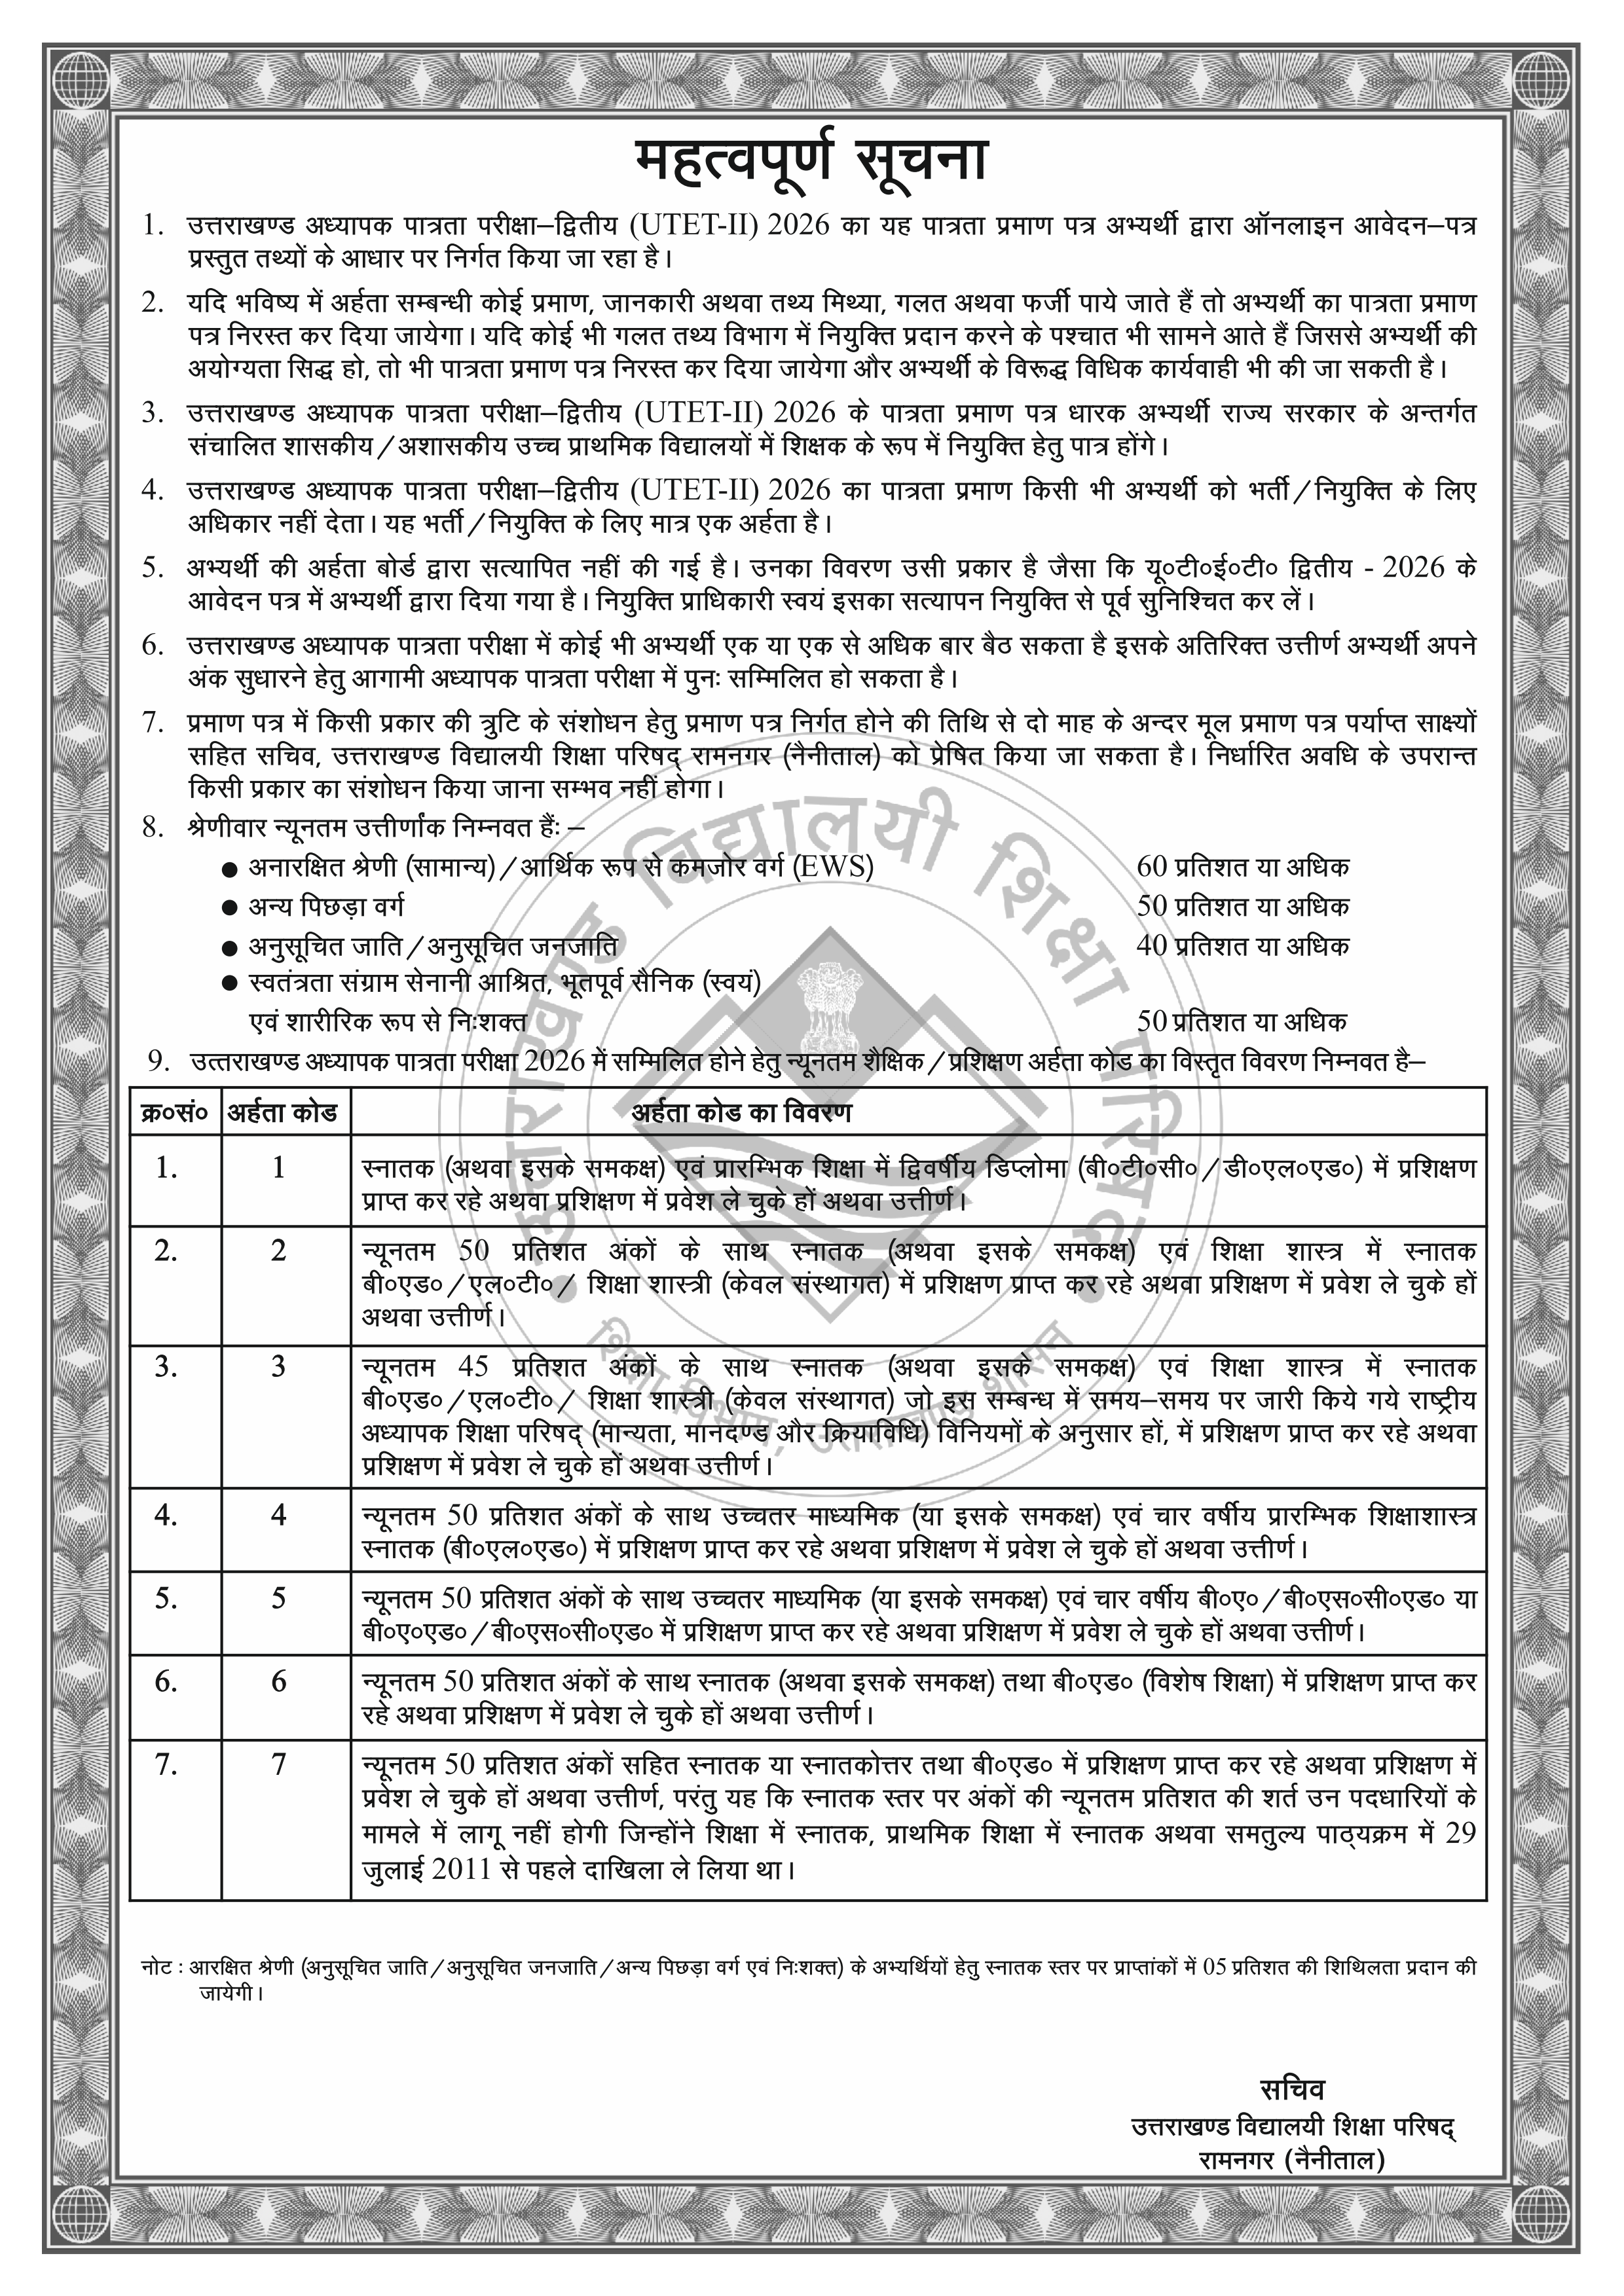 महत्वपूर्ण सूचना
1. उत्तराखण्ड अध्यापक पात्रता परीक्षा–द्वितीय (UTET-II) 2026 का यह पात्रता प्रमाण पत्र अभ्यर्थी द्वारा ऑनलाइन आवेदन–पत्र
प्रस्तुत तथ्यों के आधार पर निर्गत किया जा रहा है।
2. यदि भविष्य में अर्हता सम्बन्धी कोई प्रमाण, जानकारी अथवा तथ्य मिथ्या, गलत अथवा फर्जी पाये जाते हैं तो अभ्यर्थी का पात्रता प्रमाण
पत्र निरस्त कर दिया जायेगा। यदि कोई भी गलत तथ्य विभाग में नियुक्ति प्रदान करने के पश्चात भी सामने आते हैं जिससे अभ्यर्थी की
अयोग्यता सिद्ध हो, तो भी पात्रता प्रमाण पत्र निरस्त कर दिया जायेगा और अभ्यर्थी के विरूद्ध विधिक कार्यवाही भी की जा सकती है।
3. उत्तराखण्ड अध्यापक पात्रता परीक्षा–द्वितीय (UTET-II) 2026 के पात्रता प्रमाण पत्र धारक अभ्यर्थी राज्य सरकार के अन्तर्गत
संचालित शासकीय/अशासकीय उच्च प्राथमिक विद्यालयों में शिक्षक के रूप में नियुक्ति हेतु पात्र होंगे।
4. उत्तराखण्ड अध्यापक पात्रता परीक्षा–द्वितीय (UTET-II) 2026 का पात्रता प्रमाण किसी भी अभ्यर्थी को भर्ती/नियुक्ति के लिए
अधिकार नहीं देता। यह भर्ती/नियुक्ति के लिए मात्र एक अर्हता है।
5. अभ्यर्थी की अर्हता बोर्ड द्वारा सत्यापित नहीं की गई है। उनका विवरण उसी प्रकार है जैसा कि यू०टी०ई०टी० द्वितीय - 2026 के
आवेदन पत्र में अभ्यर्थी द्वारा दिया गया है। नियुक्ति प्राधिकारी स्वयं इसका सत्यापन नियुक्ति से पूर्व सुनिश्चित कर लें।
6. उत्तराखण्ड अध्यापक पात्रता परीक्षा में कोई भी अभ्यर्थी एक या एक से अधिक बार बैठ सकता है इसके अतिरिक्त उत्तीर्ण अभ्यर्थी अपने
अंक सुधारने हेतु आगामी अध्यापक पात्रता परीक्षा में पुनः सम्मिलित हो सकता है।
7. प्रमाण पत्र में किसी प्रकार की त्रुटि के संशोधन हेतु प्रमाण पत्र निर्गत होने की तिथि से दो माह के अन्दर मूल प्रमाण पत्र पर्याप्त साक्ष्यों
सहित सचिव, उत्तराखण्ड विद्यालयी शिक्षा परिषद् रामनगर (नैनीताल) को प्रेषित किया जा सकता है। निर्धारित अवधि के उपरान्त
किसी प्रकार का संशोधन किया जाना सम्भव नहीं होगा।
8. श्रेणीवार न्यूनतम उत्तीर्णांक निम्नवत हैंः –
● अनारक्षित श्रेणी (सामान्य)/आर्थिक रूप से कमजोर वर्ग (EWS) 60 प्रतिशत या अधिक
● अन्य पिछड़ा वर्ग 50 प्रतिशत या अधिक
● अनुसूचित जाति/अनुसूचित जनजाति 40 प्रतिशत या अधिक
● स्वतंत्रता संग्राम सेनानी आश्रित, भूतपूर्व सैनिक (स्वयं)
एवं शारीरिक रूप से निःशक्त 50 प्रतिशत या अधिक
9. उत्तराखण्ड अध्यापक पात्रता परीक्षा 2026 में सम्मिलित होने हेतु न्यूनतम शैक्षिक/प्रशिक्षण अर्हता कोड का विस्तृत विवरण निम्नवत है–
क्र०सं० अर्हता कोड अर्हता कोड का विवरण
1. 1 स्नातक (अथवा इसके समकक्ष) एवं प्रारम्भिक शिक्षा में द्विवर्षीय डिप्लोमा (बी०टी०सी०/डी०एल०एड०) में प्रशिक्षण
प्राप्त कर रहे अथवा प्रशिक्षण में प्रवेश ले चुके हों अथवा उत्तीर्ण।
2. 2 न्यूनतम 50 प्रतिशत अंकों के साथ स्नातक (अथवा इसके समकक्ष) एवं शिक्षा शास्त्र में स्नातक
बी०एड०/एल०टी०/ शिक्षा शास्त्री (केवल संस्थागत) में प्रशिक्षण प्राप्त कर रहे अथवा प्रशिक्षण में प्रवेश ले चुके हों
अथवा उत्तीर्ण।
3. 3 न्यूनतम 45 प्रतिशत अंकों के साथ स्नातक (अथवा इसके समकक्ष) एवं शिक्षा शास्त्र में स्नातक
बी०एड०/एल०टी०/ शिक्षा शास्त्री (केवल संस्थागत) जो इस सम्बन्ध में समय–समय पर जारी किये गये राष्ट्रीय
अध्यापक शिक्षा परिषद् (मान्यता, मानदण्ड और क्रियाविधि) विनियमों के अनुसार हों, में प्रशिक्षण प्राप्त कर रहे अथवा
प्रशिक्षण में प्रवेश ले चुके हों अथवा उत्तीर्ण।
4. 4 न्यूनतम 50 प्रतिशत अंकों के साथ उच्चतर माध्यमिक (या इसके समकक्ष) एवं चार वर्षीय प्रारम्भिक शिक्षाशास्त्र
स्नातक (बी०एल०एड०) में प्रशिक्षण प्राप्त कर रहे अथवा प्रशिक्षण में प्रवेश ले चुके हों अथवा उत्तीर्ण।
5. 5 न्यूनतम 50 प्रतिशत अंकों के साथ उच्चतर माध्यमिक (या इसके समकक्ष) एवं चार वर्षीय बी०ए०/बी०एस०सी०एड० या
बी०ए०एड०/बी०एस०सी०एड० में प्रशिक्षण प्राप्त कर रहे अथवा प्रशिक्षण में प्रवेश ले चुके हों अथवा उत्तीर्ण।
6. 6 न्यूनतम 50 प्रतिशत अंकों के साथ स्नातक (अथवा इसके समकक्ष) तथा बी०एड० (विशेष शिक्षा) में प्रशिक्षण प्राप्त कर
रहे अथवा प्रशिक्षण में प्रवेश ले चुके हों अथवा उत्तीर्ण।
7. 7 न्यूनतम 50 प्रतिशत अंकों सहित स्नातक या स्नातकोत्तर तथा बी०एड० में प्रशिक्षण प्राप्त कर रहे अथवा प्रशिक्षण में
प्रवेश ले चुके हों अथवा उत्तीर्ण, परंतु यह कि स्नातक स्तर पर अंकों की न्यूनतम प्रतिशत की शर्त उन पदधारियों के
मामले में लागू नहीं होगी जिन्होंने शिक्षा में स्नातक, प्राथमिक शिक्षा में स्नातक अथवा समतुल्य पाठ्यक्रम में 29
जुलाई 2011 से पहले दाखिला ले लिया था।
नोट : आरक्षित श्रेणी (अनुसूचित जाति/अनुसूचित जनजाति/अन्य पिछड़ा वर्ग एवं निःशक्त) के अभ्यर्थियों हेतु स्नातक स्तर पर प्राप्तांकों में 05 प्रतिशत की शिथिलता प्रदान की
जायेगी।
सचिव
उत्तराखण्ड विद्यालयी शिक्षा परिषद्
रामनगर (नैनीताल)
उत्तराखण्ड विद्यालयी शिक्षा परिषद्
शिक्षा विभाग, उत्तराखण्ड शासन